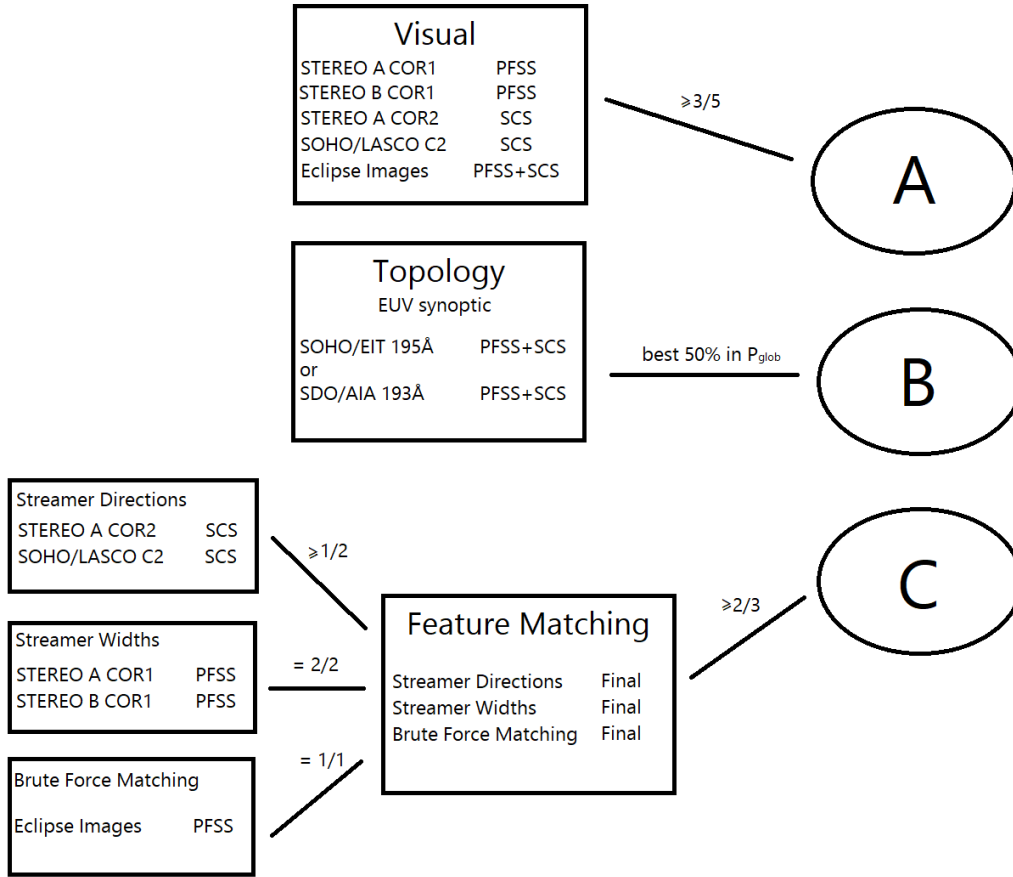 Visual
STEREO A COR1 PFSS
STEREO B COR1 PFSS
STEREO A COR2 SCS
SOHO/LASCO C2 SCS
Eclipse Images PFSS+SCS
⩾3/5
A
Topology
EUV synoptic
SOHO/EIT 195Å PFSS+SCS
or
SDO/AIA 193Å PFSS+SCS
best 50% in Pglob
B
Streamer Directions
STEREO A COR2 SCS
SOHO/LASCO C2 SCS
⩾1/2
Streamer Widths
STEREO A COR1 PFSS
STEREO B COR1 PFSS
= 2/2
Brute Force Matching
Eclipse Images PFSS
= 1/1
Feature Matching
Streamer Directions Final
Streamer Widths Final
Brute Force Matching Final
⩾2/3
C